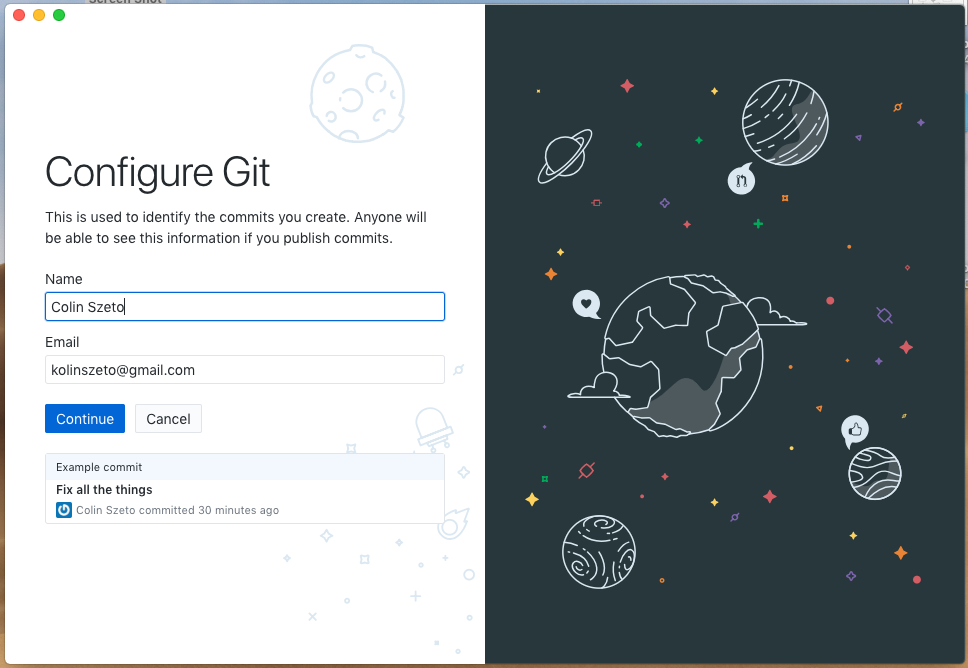 Screen Shot
Configure Git
This is used to identify the commits you create. Anyone will
be able to see this information if you publish commits.
Name
Colin Szeto
Email
kolinszeto@gmail.com
Continue
Cancel
Example commit
Fix all the things
Colin Szeto committed 30 minutes ago